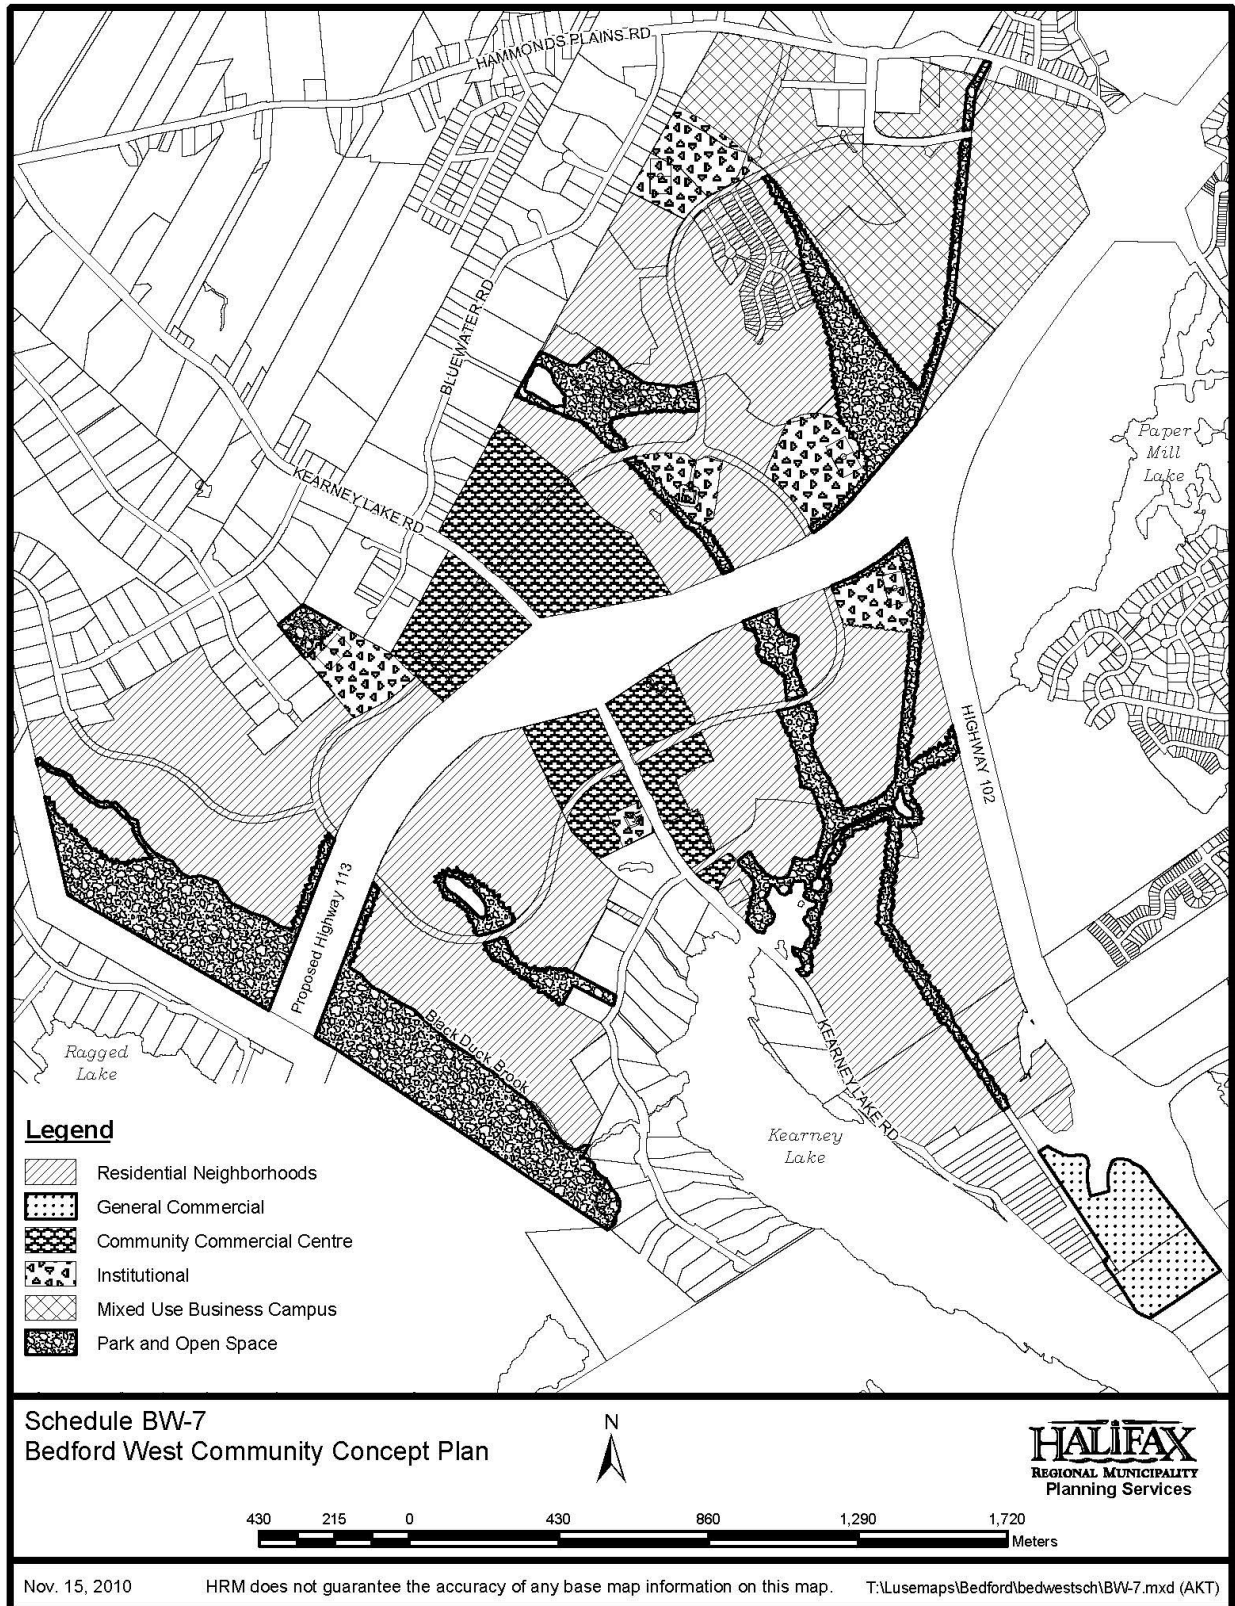 HAMMONDS PLAINS RD
BLUEWATER RD
KEARNEY LAKE RD
Paper
Mill
Lake
HIGHWAY 102
Proposed Highway 113
Black Duck Brook
Ragged
Lake
KEARNEY LAKE RD
Kearney
Lake
Legend
Residential Neighborhoods
General Commercial
Community Commercial Centre
Institutional
Mixed Use Business Campus
Park and Open Space
Schedule BW-7
Bedford West Community Concept Plan
N
HALIFAX
REGIONAL MUNICIPALITY
Planning Services
430 215 0 430 860 1,290 1,720
Meters
Nov. 15, 2010
HRM does not guarantee the accuracy of any base map information on this map.
T:\Lusemaps\Bedford\bedwestsch\BW-7.mxd (AKT)